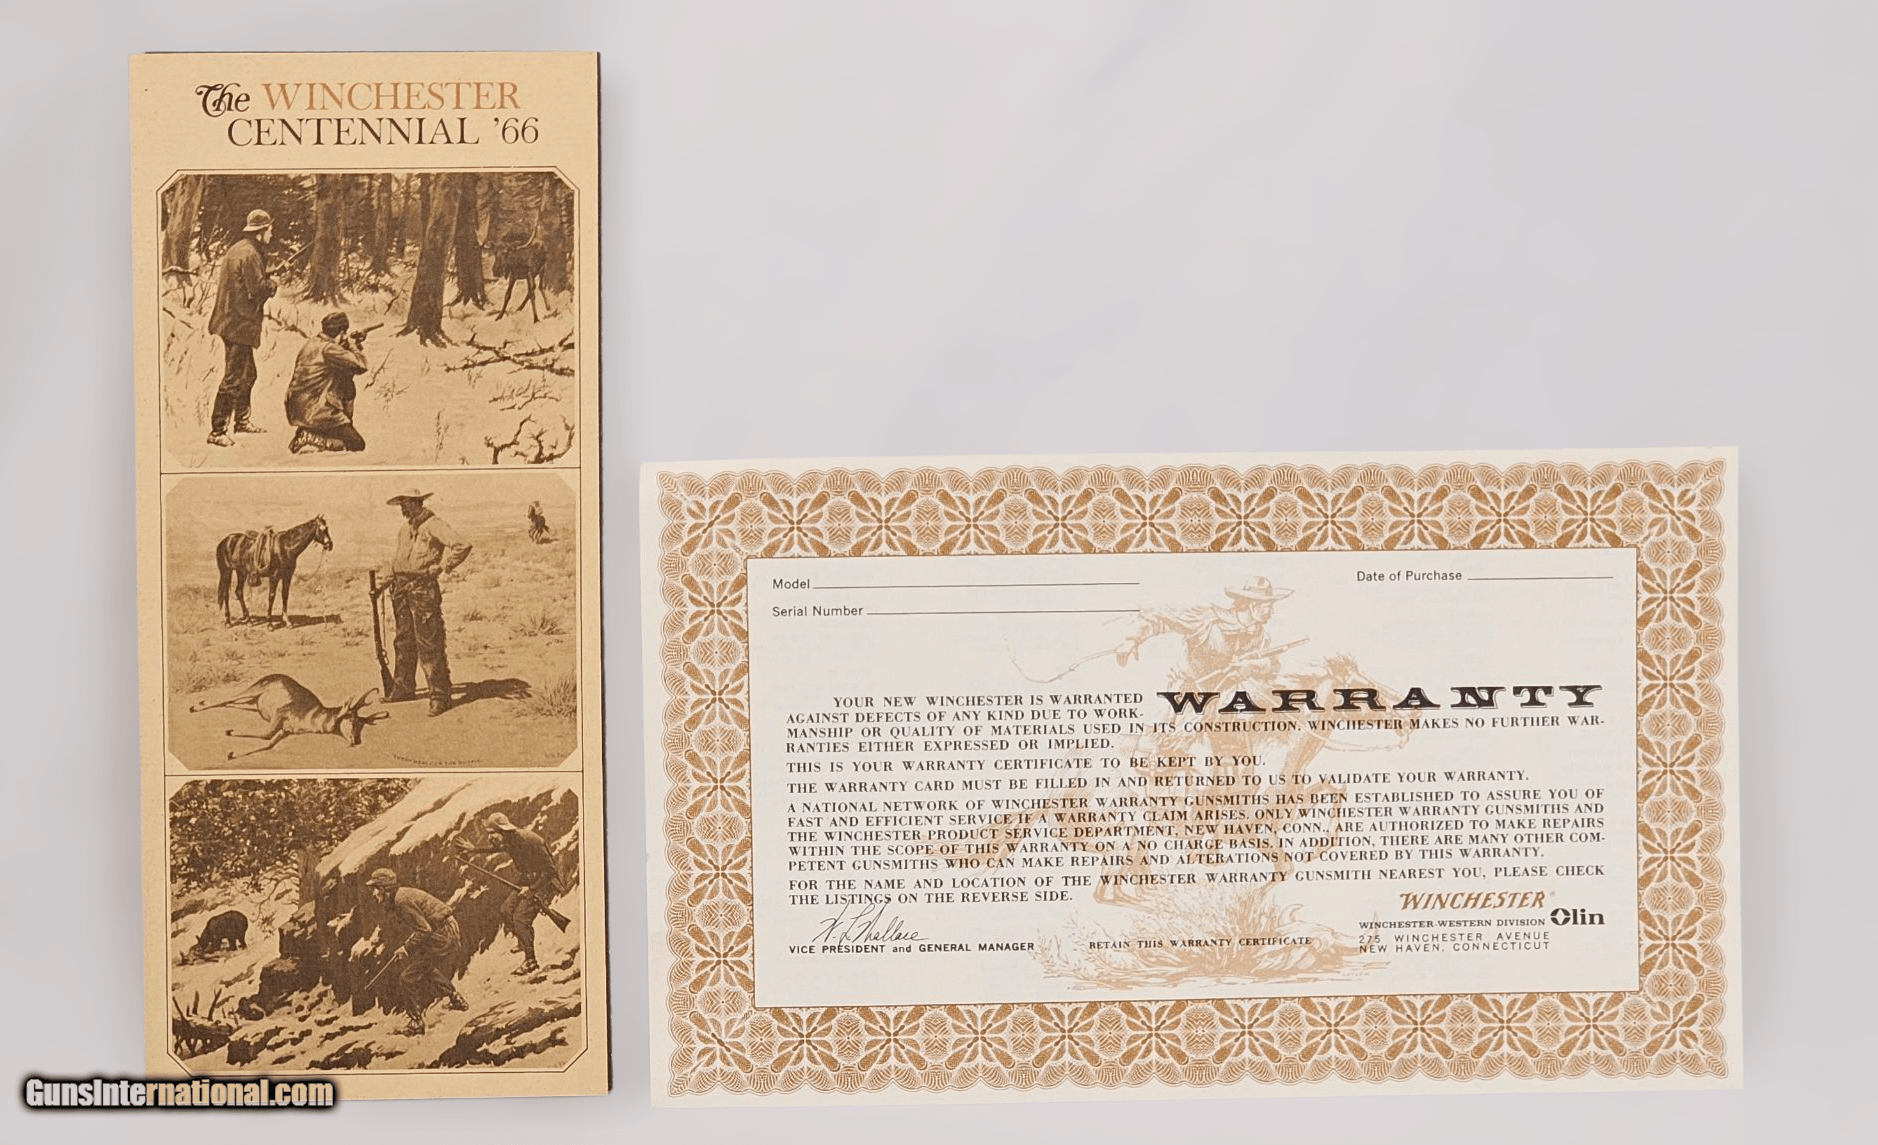 The WINCHESTER
CENTENNIAL '66
Model
Date of Purchase
Serial Number
WARRANTY
YOUR NEW WINCHESTER IS WARRANTED
AGAINST DEFECTS OF ANY KIND DUE TO WORK-
MANSHIP OR QUALITY OF MATERIALS USED IN ITS CONSTRUCTION. WINCHESTER MAKES NO FURTHER WAR-
RANTIES EITHER EXPRESSED OR IMPLIED.
THIS IS YOUR WARRANTY CERTIFICATE TO BE KEPT BY YOU.
THE WARRANTY CARD MUST BE FILLED IN AND RETURNED TO US TO VALIDATE YOUR WARRANTY.
A NATIONAL NETWORK OF WINCHESTER WARRANTY GUNSMITHS HAS BEEN ESTABLISHED TO ASSURE YOU OF
FAST AND EFFICIENT SERVICE IF A WARRANTY CLAIM ARISES. ONLY WINCHESTER WARRANTY GUNSMITHS AND
THE WINCHESTER PRODUCT SERVICE DEPARTMENT, NEW HAVEN, CONN., ARE AUTHORIZED TO MAKE REPAIRS
WITHIN THE SCOPE OF THIS WARRANTY ON A NO CHARGE BASIS. IN ADDITION, THERE ARE MANY OTHER COM-
PETENT GUNSMITHS WHO CAN MAKE REPAIRS AND ALTERATIONS NOT COVERED BY THIS WARRANTY.
FOR THE NAME AND LOCATION OF THE WINCHESTER WARRANTY GUNSMITH NEAREST YOU, PLEASE CHECK
THE LISTINGS ON THE REVERSE SIDE.
VICE PRESIDENT and GENERAL MANAGER
RETAIN THIS WARRANTY CERTIFICATE
WINCHESTER®
WINCHESTER-WESTERN DIVISION Olin
275 WINCHESTER AVENUE
NEW HAVEN, CONNECTICUT
GunsInternational.com